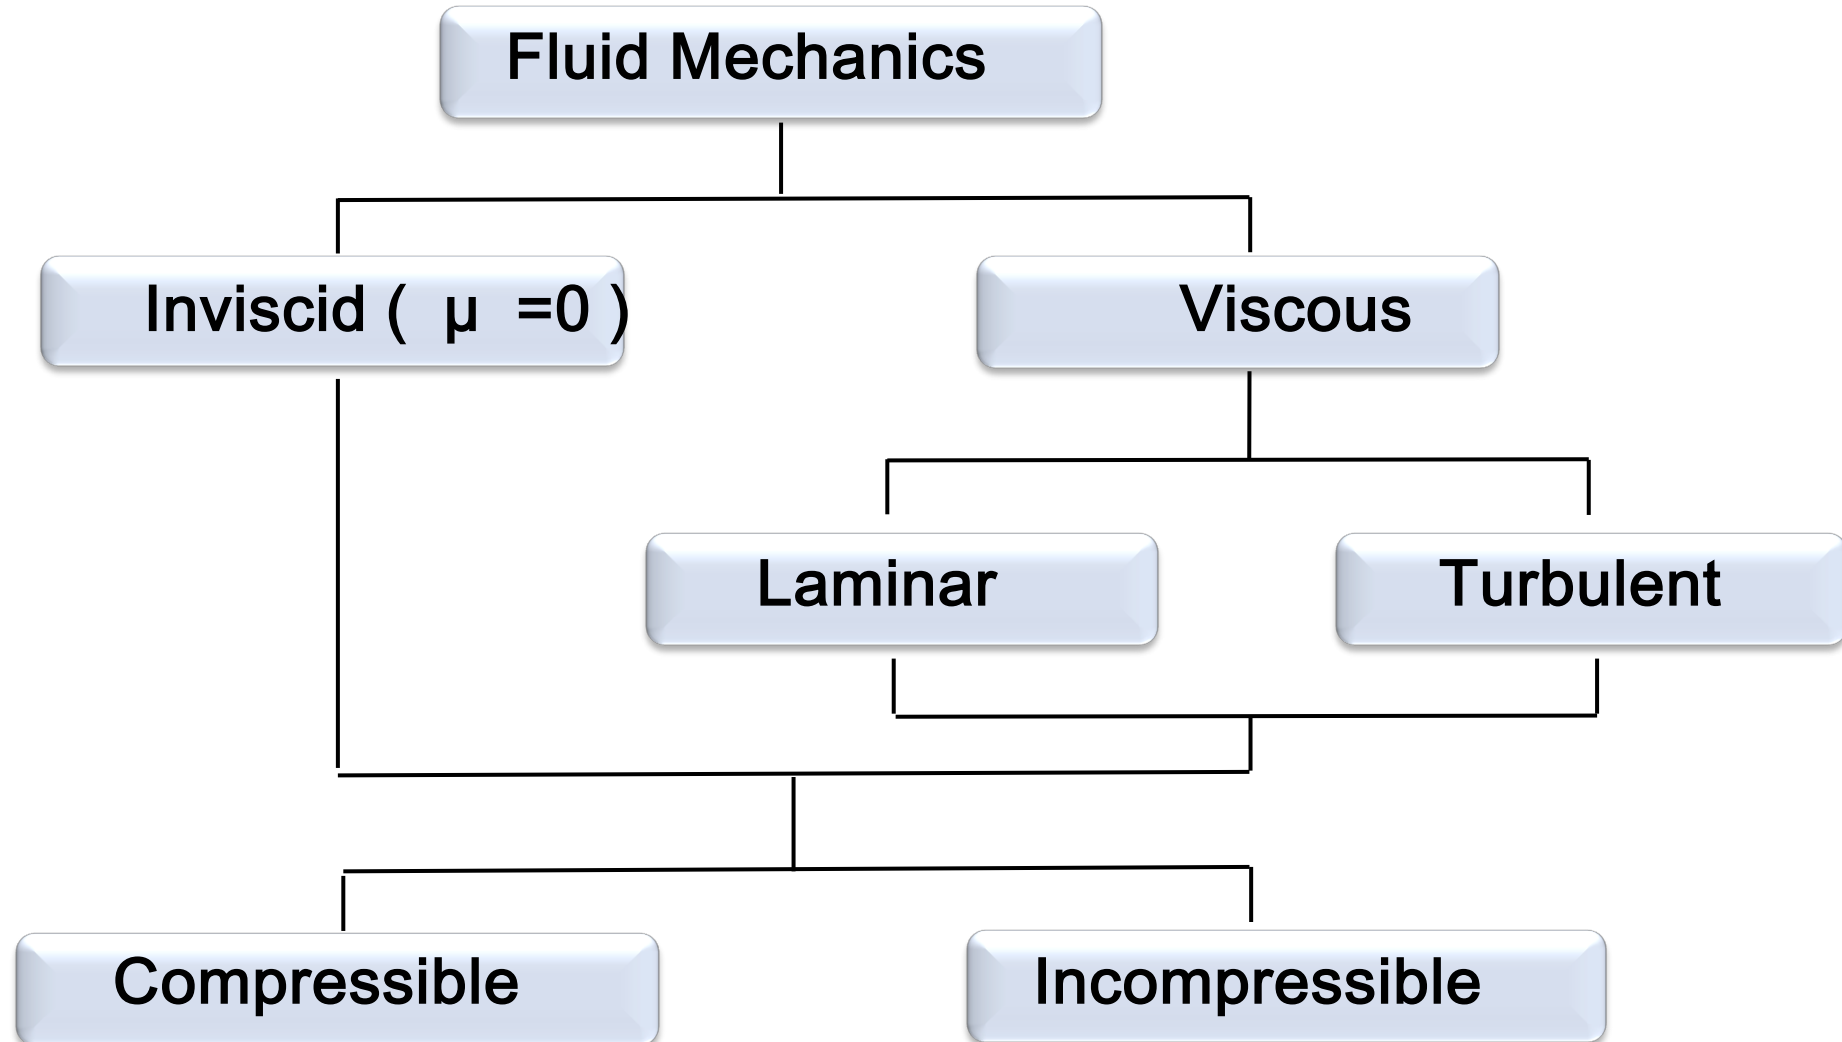 Fluid Mechanics
Inviscid ( μ =0 )
Viscous
Laminar
Turbulent
Compressible
Incompressible